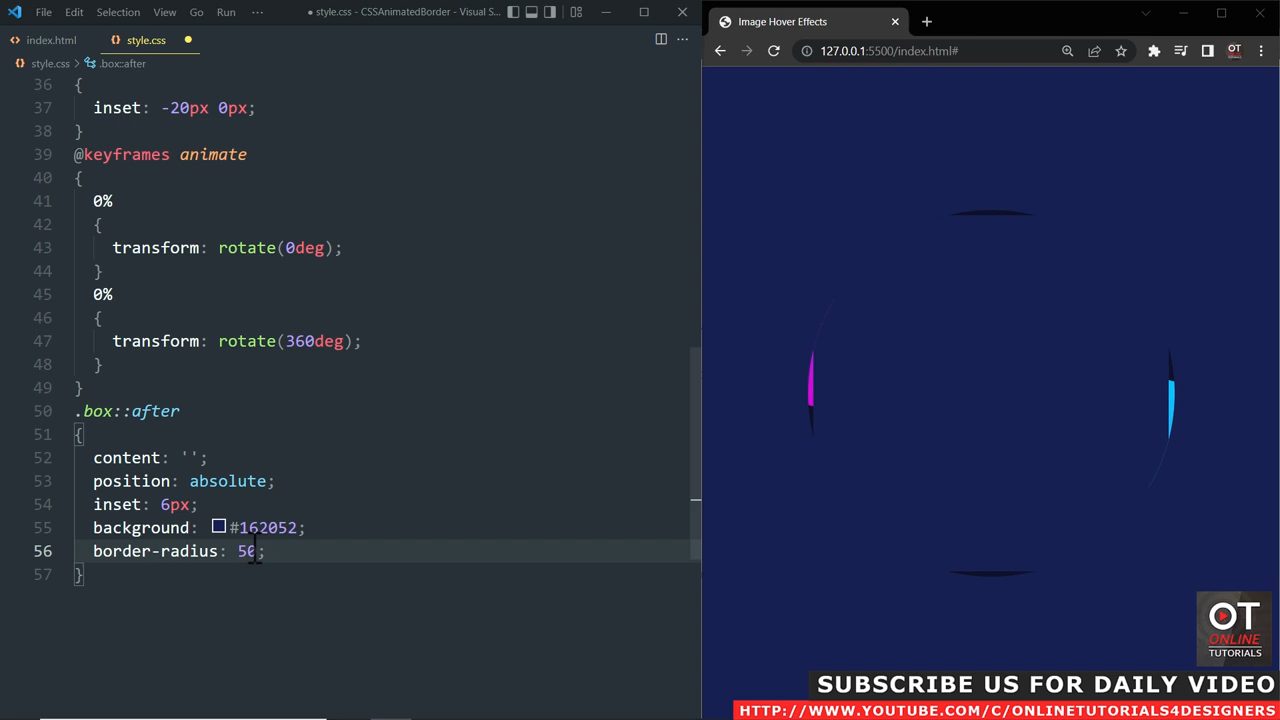 File Edit Selection View Go Run ··· ● style.css - CSSAnimatedBorder - Visual S...
index.html style.css ●
style.css > .box::after
36 {
37 inset: -20px 0px;
38 }
39 @keyframes animate
40 {
41 0%
42 {
43 transform: rotate(0deg);
44 }
45 0%
46 {
47 transform: rotate(360deg);
48 }
49 }
50 .box::after
51 {
52 content: '';
53 position: absolute;
54 inset: 6px;
55 background: #162052;
56 border-radius: 50;
57 }
Image Hover Effects
127.0.0.1:5500/index.html#
OT
OT
ONLINE
TUTORIALS
SUBSCRIBE US FOR DAILY VIDEO
HTTP://WWW.YOUTUBE.COM/C/ONLINETUTORIALS4DESIGNERS